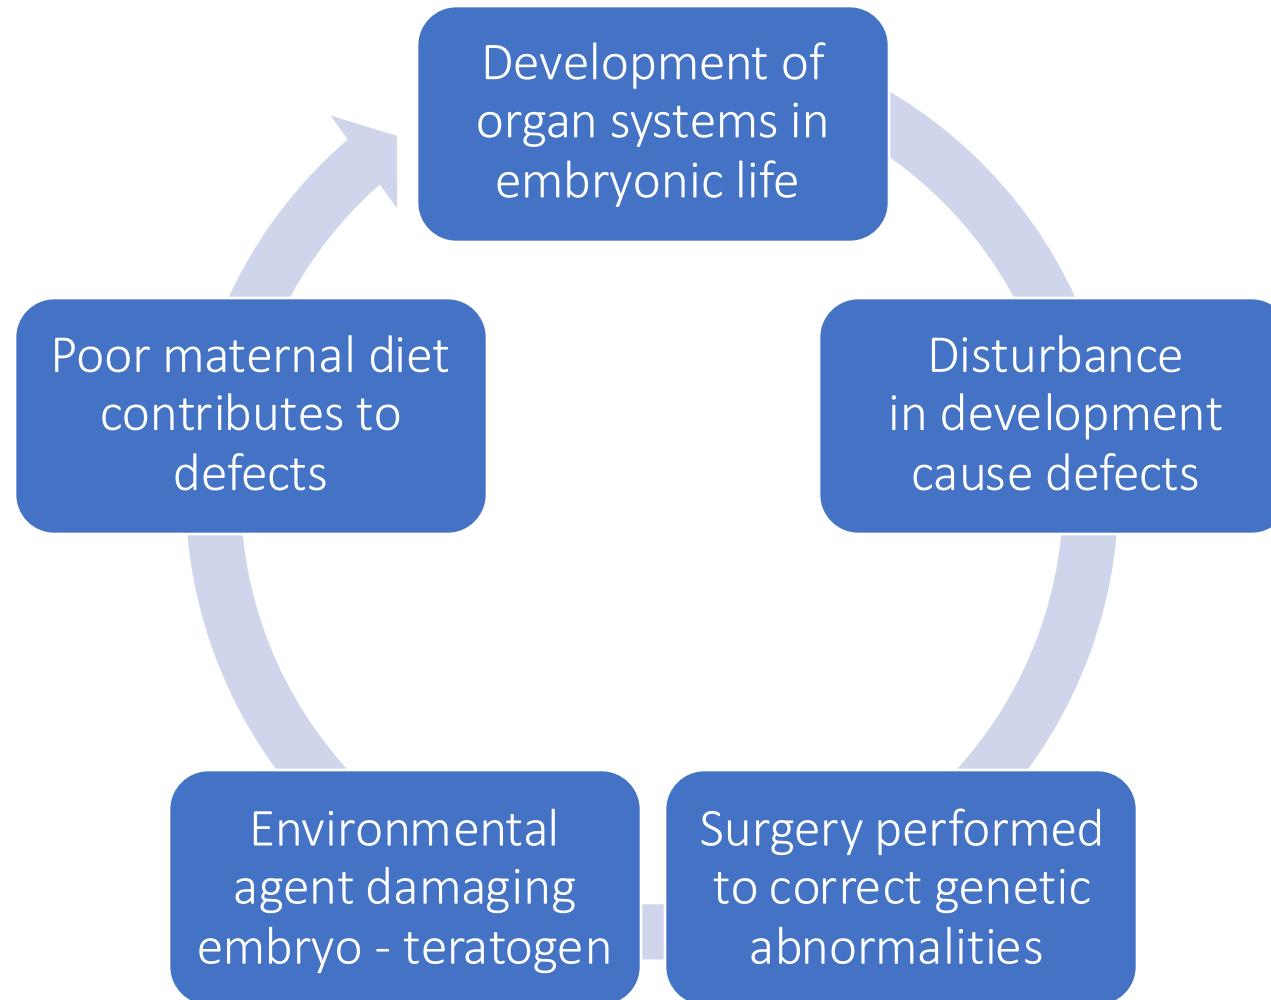 Development of
organ systems in
embryonic life
Disturbance
in development
cause defects
Surgery performed
to correct genetic
abnormalities
Environmental
agent damaging
embryo - teratogen
Poor maternal diet
contributes to
defects